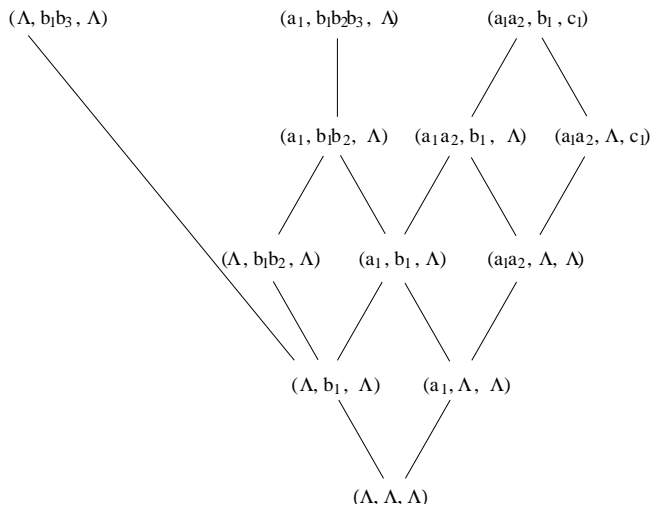 (Λ, b₁b₃, Λ) (a₁, b₁b₂b₃, Λ) (a₁a₂, b₁, c₁)
(a₁, b₁b₂, Λ) (a₁a₂, b₁, Λ) (a₁a₂, Λ, c₁)
(Λ, b₁b₂, Λ) (a₁, b₁, Λ) (a₁a₂, Λ, Λ)
(Λ, b₁, Λ) (a₁, Λ, Λ)
(Λ, Λ, Λ)